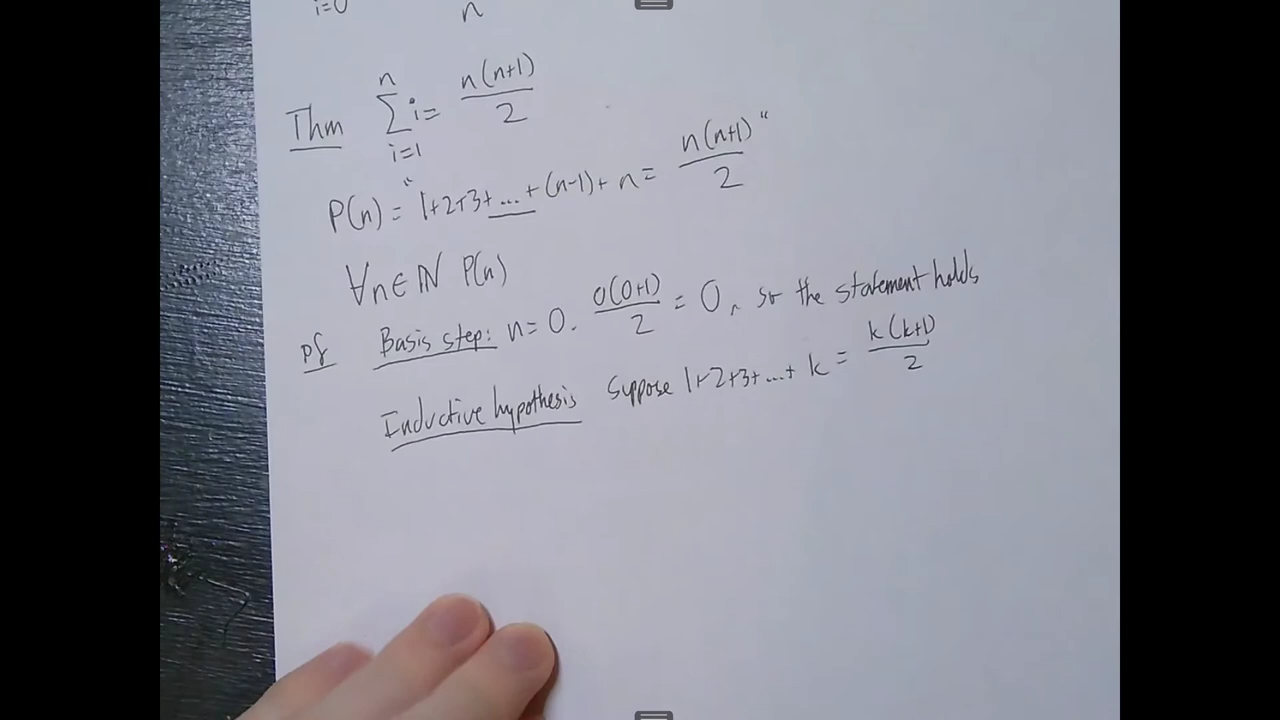 i=0 n
Thm n∑i=1 i= n(n+1)/2
P(n)= "1+2+3+ ... +(n-1)+ n = n(n+1)/2"
∀n∈ℕ P(n)
pf Basis step: n=0. 0(0+1)/2 = 0, so the statement holds
Inductive hypothesis Suppose 1+2+3+...+ k = k(k+1)/2